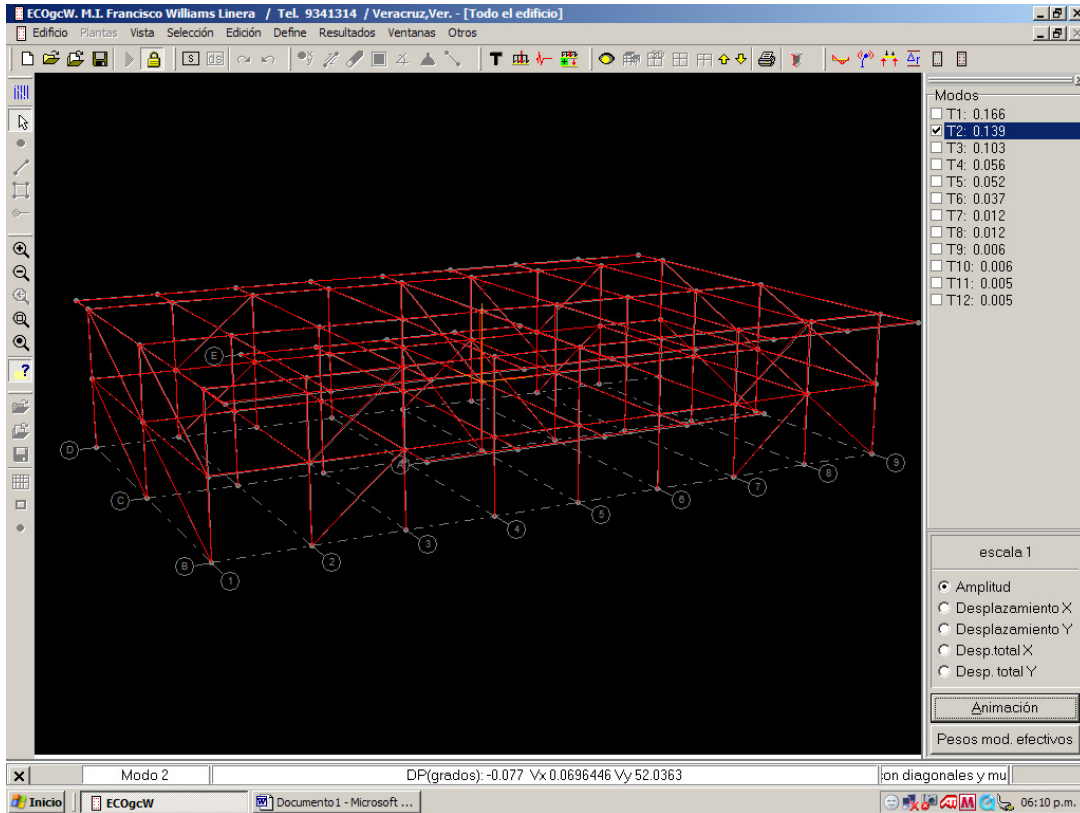 ECOgcW. M.I. Francisco Williams Linera / Tel. 9341314 / Veracruz,Ver. - [Todo el edificio]
Edificio Plantas Vista Selección Edición Define Resultados Ventanas Otros
Modos
T1: 0.166
T2: 0.139
T3: 0.103
T4: 0.056
T5: 0.052
T6: 0.037
T7: 0.012
T8: 0.012
T9: 0.006
T10: 0.006
T11: 0.005
T12: 0.005
E
D
A
9
8
7
C
6
5
4
3
B
2
1
escala 1
Amplitud
Desplazamiento X
Desplazamiento Y
Desp.total X
Desp. total Y
Animación
Pesos mod. efectivos
Modo 2
DP(grados): -0.077 Vx 0.0696446 Vy 52.0363
on diagonales y mu
Inicio
ECOgcW
Documento1 - Microsoft ...
06:10 p.m.